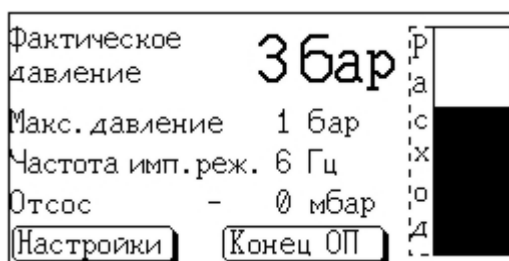 Фактическое
давление
3 бар
Макс. давление 1 бар
Частота имп.реж. 6 Гц
Отсос - 0 мбар
Настройки Конец ОП
Расход